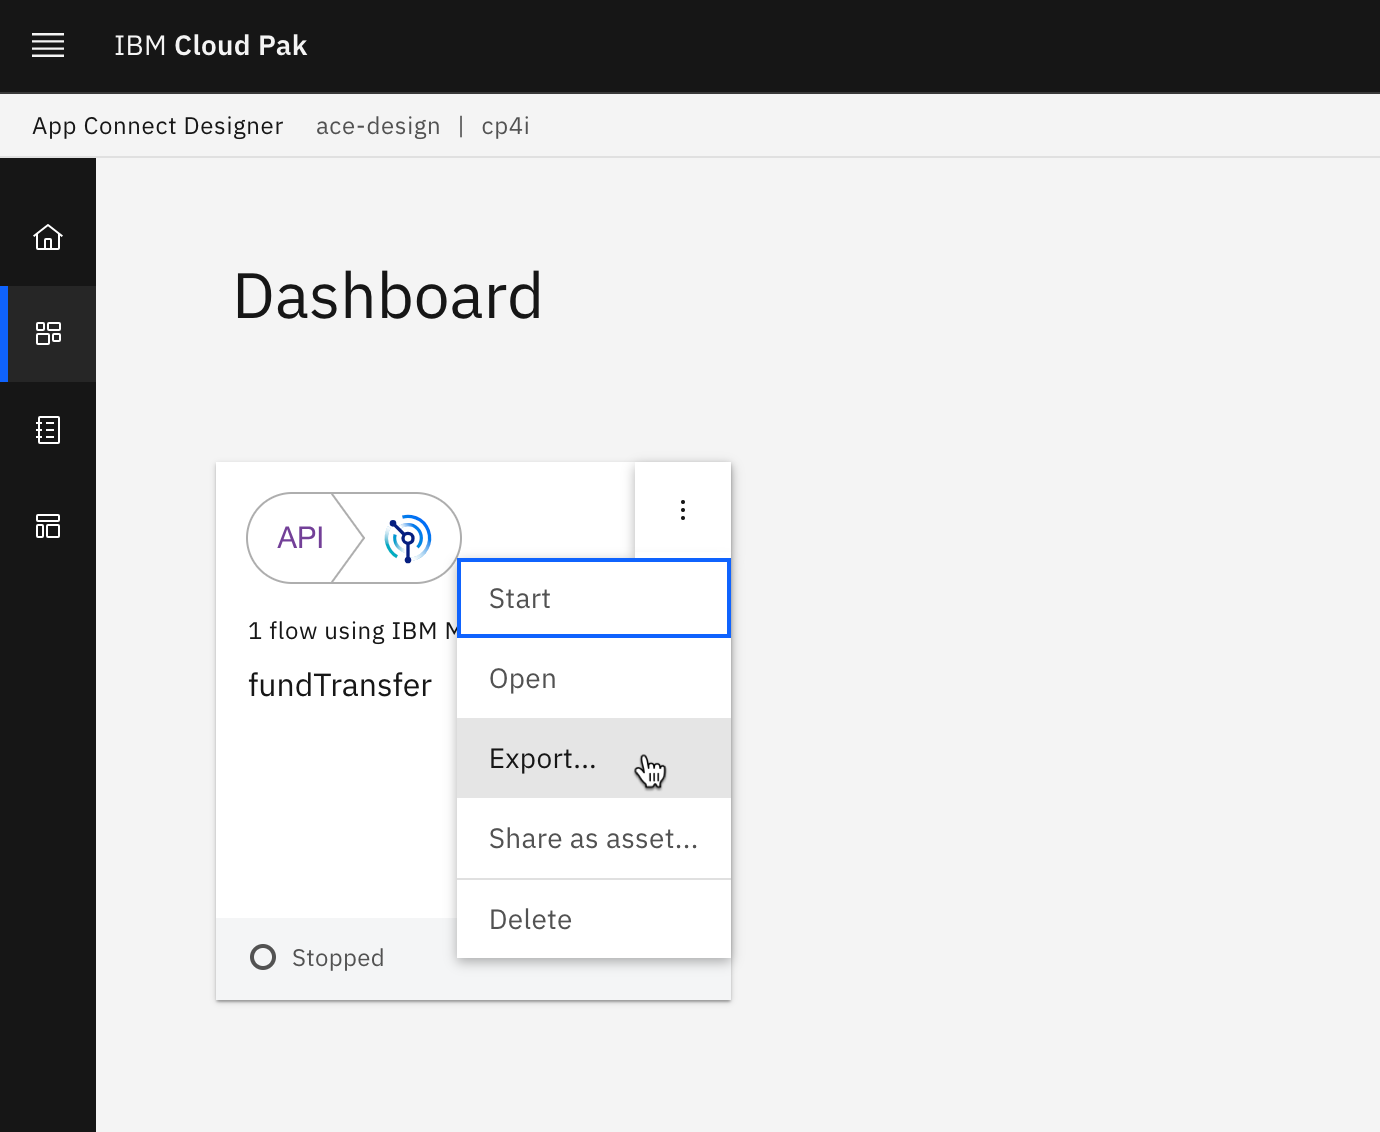 IBM Cloud Pak
App Connect Designer ace-design | cp4i
Dashboard
API
1 flow using IBM
fundTransfer
Start
Open
Export...
Share as asset...
Delete
Stopped